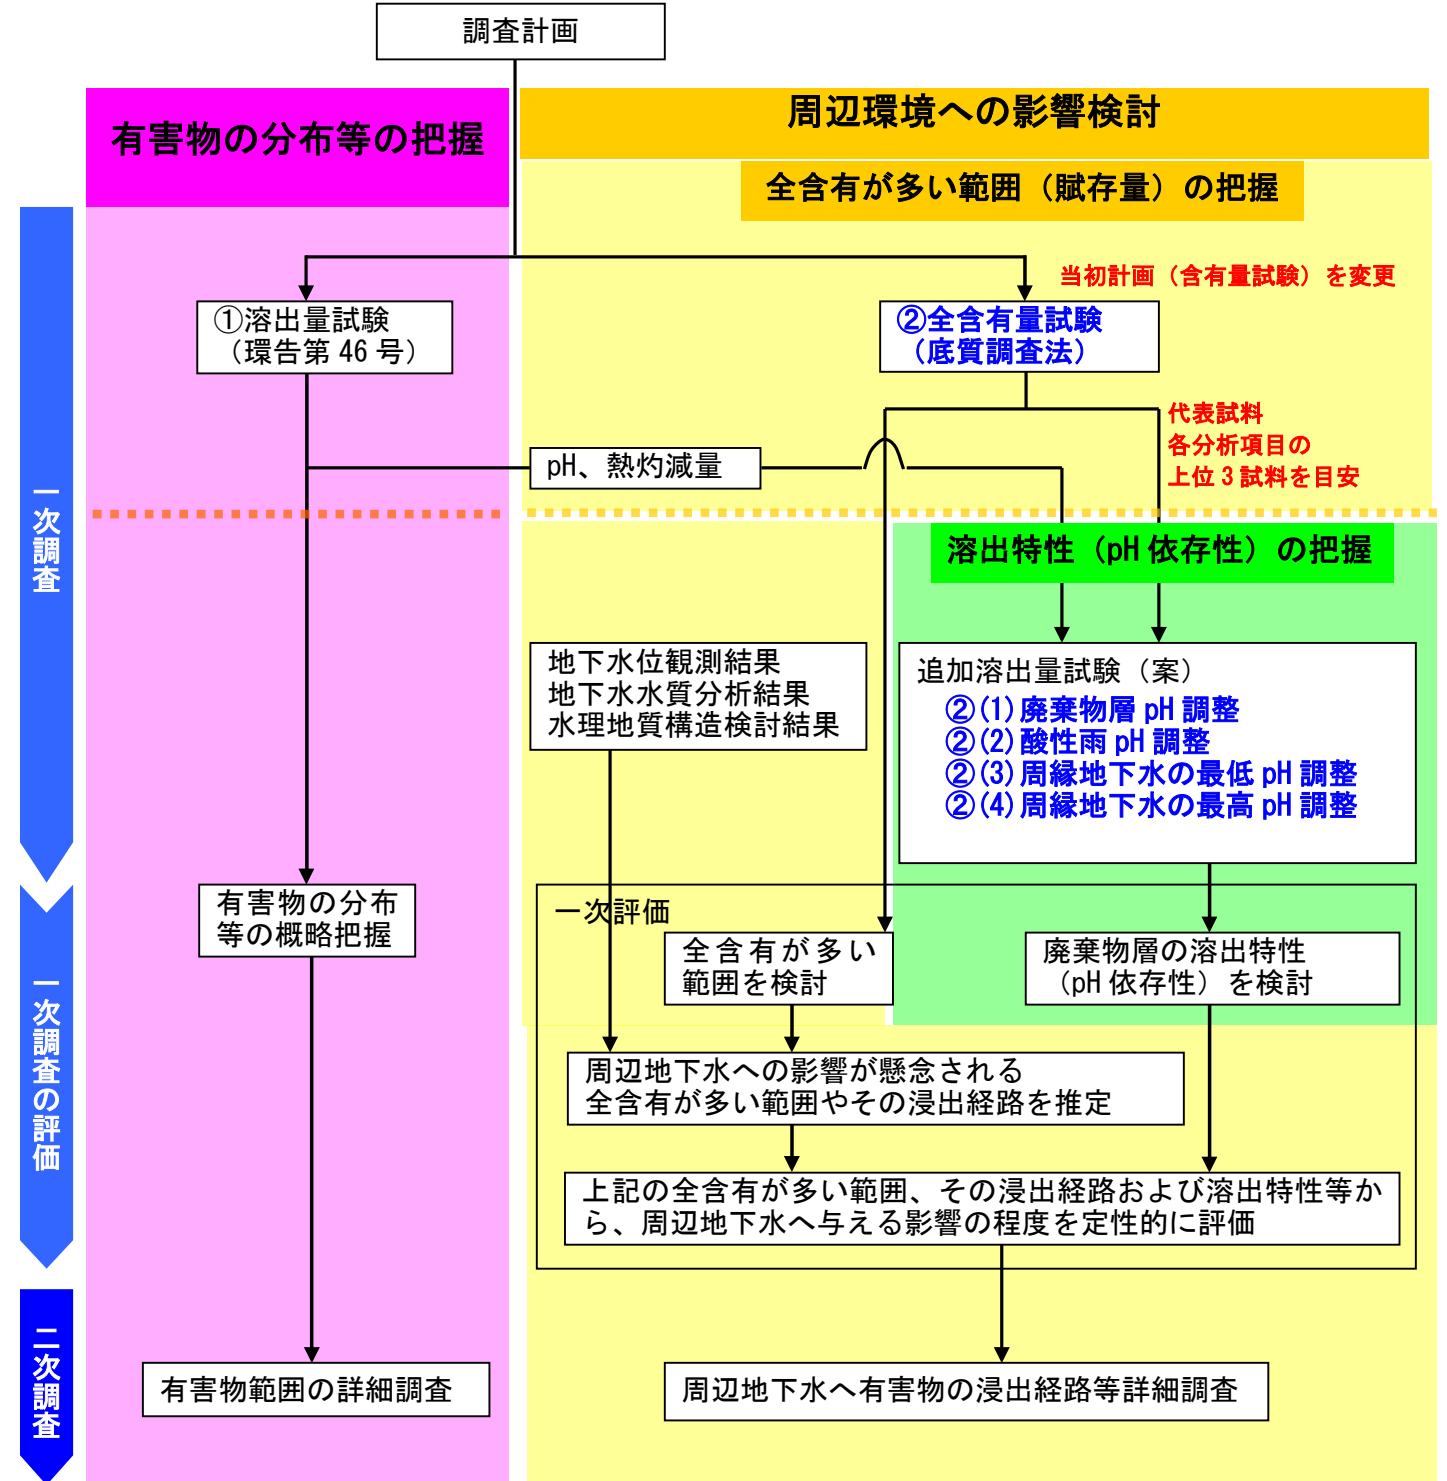 調査計画
有害物の分布等の把握
周辺環境への影響検討
全含有が多い範囲（賦存量）の把握
当初計画（含有量試験）を変更
①溶出量試験
（環告第 46 号）
②全含有量試験
（底質調査法）
代表試料
各分析項目の
上位 3 試料を目安
pH、熱灼減量
一次調査
溶出特性（pH 依存性）の把握
地下水位観測結果
地下水水質分析結果
水理地質構造検討結果
追加溶出量試験（案）
②(1)廃棄物層 pH 調整
②(2)酸性雨 pH 調整
②(3)周縁地下水の最低 pH 調整
②(4)周縁地下水の最高 pH 調整
一次調査の評価
有害物の分布
等の概略把握
一次評価
全含有が多い
範囲を検討
廃棄物層の溶出特性
（pH 依存性）を検討
周辺地下水への影響が懸念される
全含有が多い範囲やその浸出経路を推定
上記の全含有が多い範囲、その浸出経路および溶出特性等か
ら、周辺地下水へ与える影響の程度を定性的に評価
二次調査
有害物範囲の詳細調査
周辺地下水へ有害物の浸出経路等詳細調査